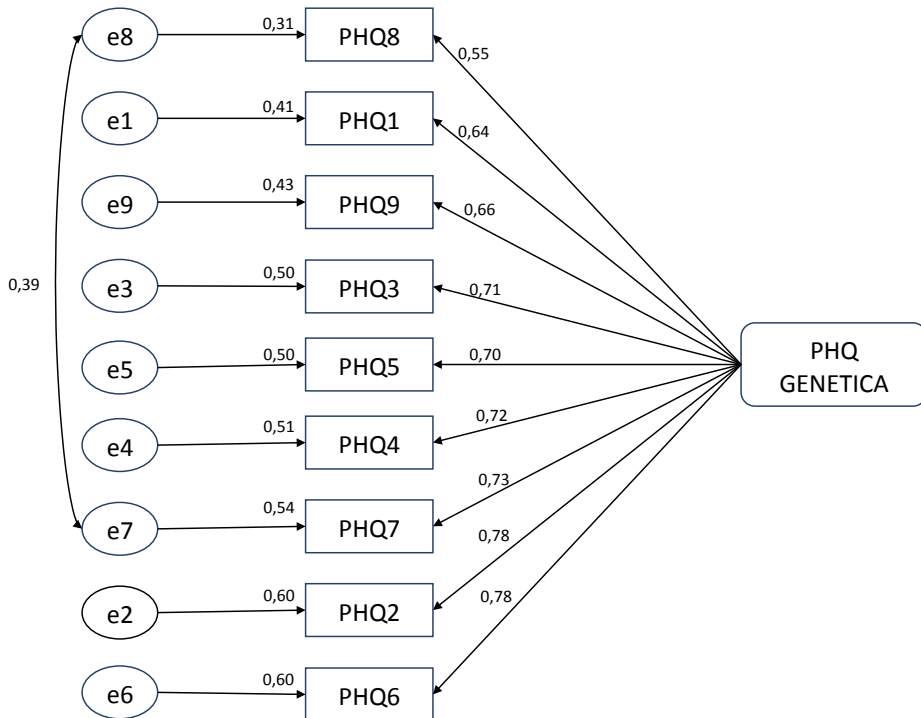 e8
0,31
PHQ8
0,55
e1
0,41
PHQ1
0,64
e9
0,43
PHQ9
0,66
0,39
e3
0,50
PHQ3
0,71
e5
0,50
PHQ5
0,70
PHQ
GENETICA
e4
0,51
PHQ4
0,72
e7
0,54
PHQ7
0,73
e2
0,60
PHQ2
0,78
e6
0,60
PHQ6
0,78